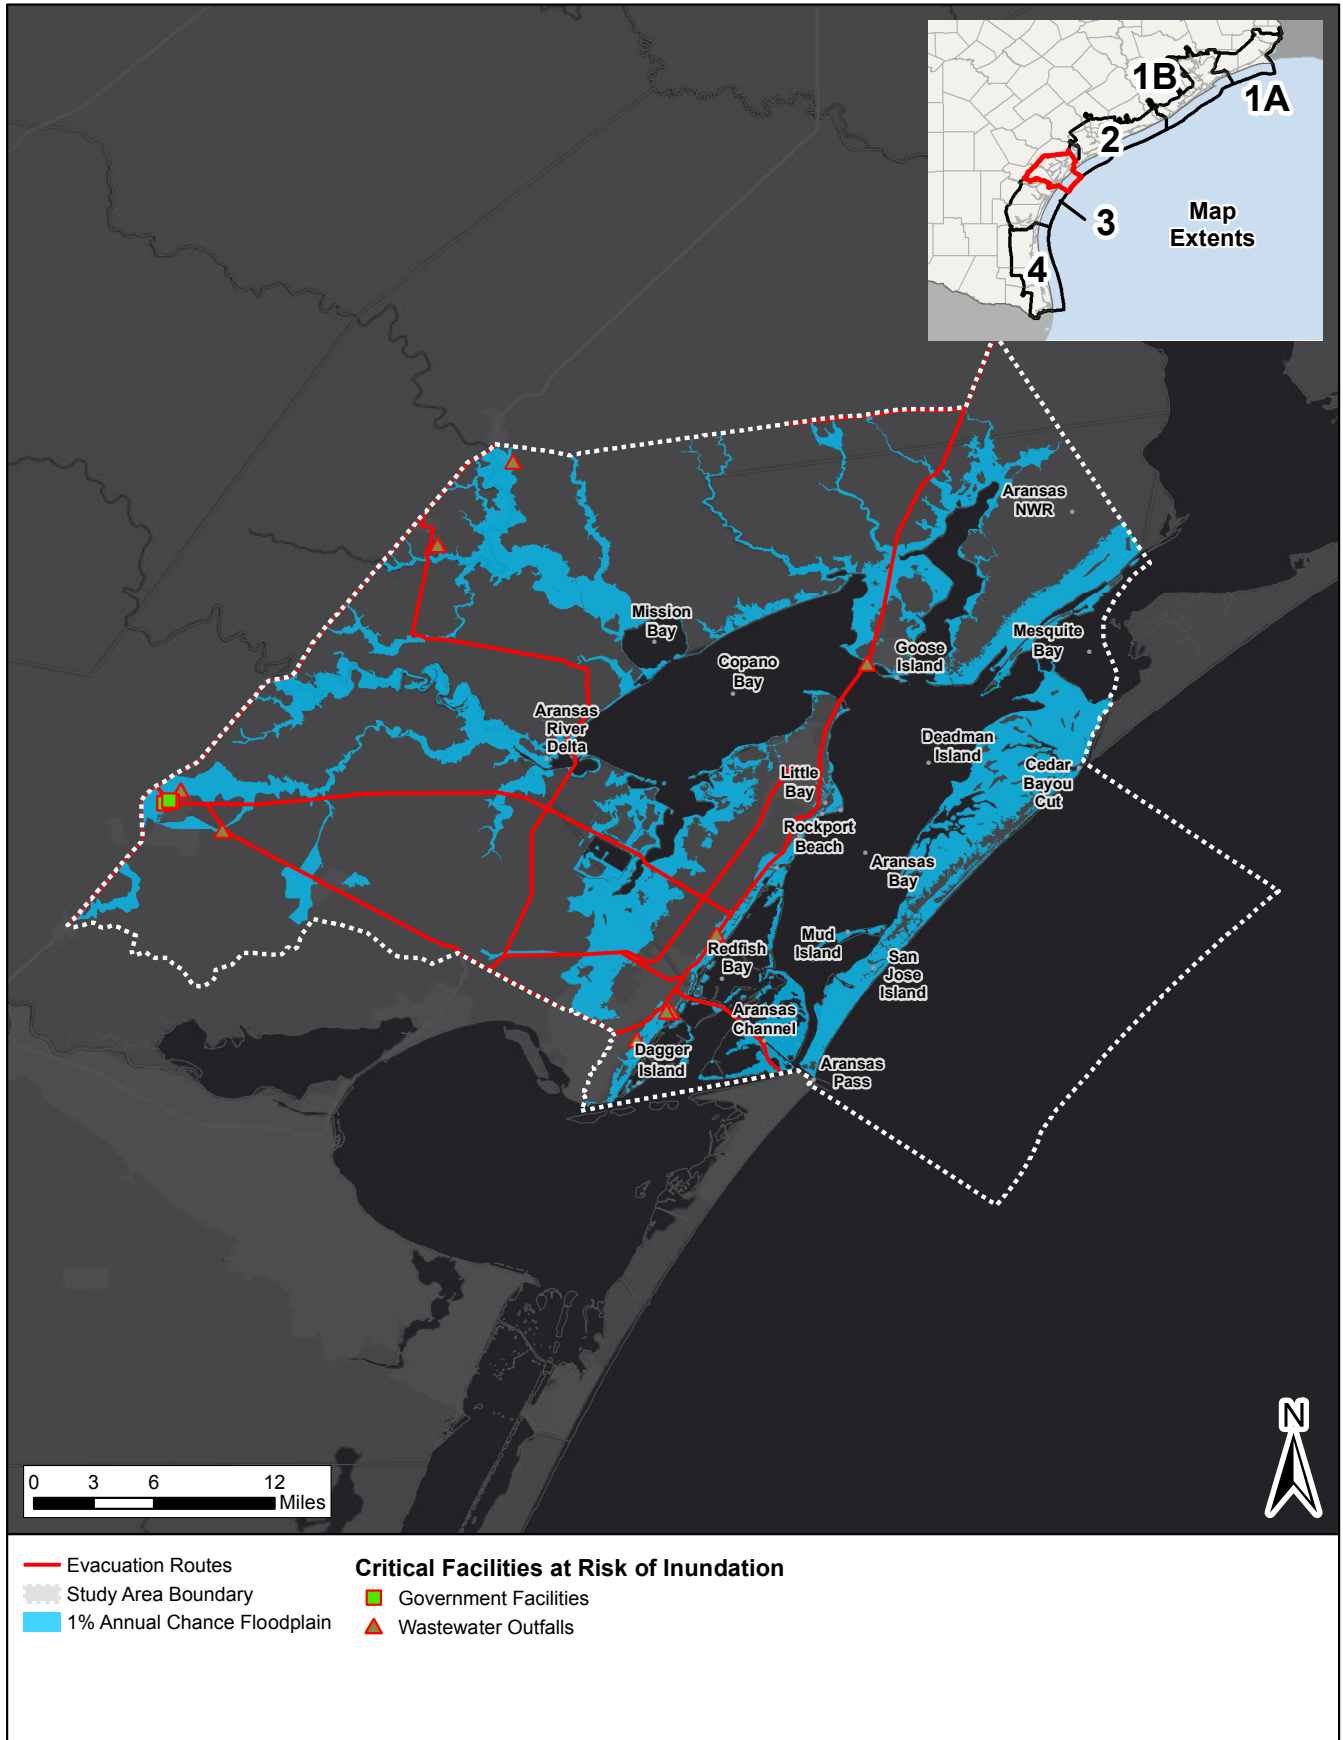 1B
1A
2
3
4
Map
Extents
Aransas
NWR
Mission
Bay
Goose
Island
Mesquite
Bay
Copano
Bay
Aransas
River
Delta
Deadman
Island
Cedar
Bayou
Cut
Little
Bay
Rockport
Beach
Aransas
Bay
Mud
Island
Redfish
Bay
San
Jose
Island
Aransas
Channel
Dagger
Island
Aransas
Pass
N
0 3 6 12
Miles
Evacuation Routes
Study Area Boundary
1% Annual Chance Floodplain
Critical Facilities at Risk of Inundation
Government Facilities
Wastewater Outfalls